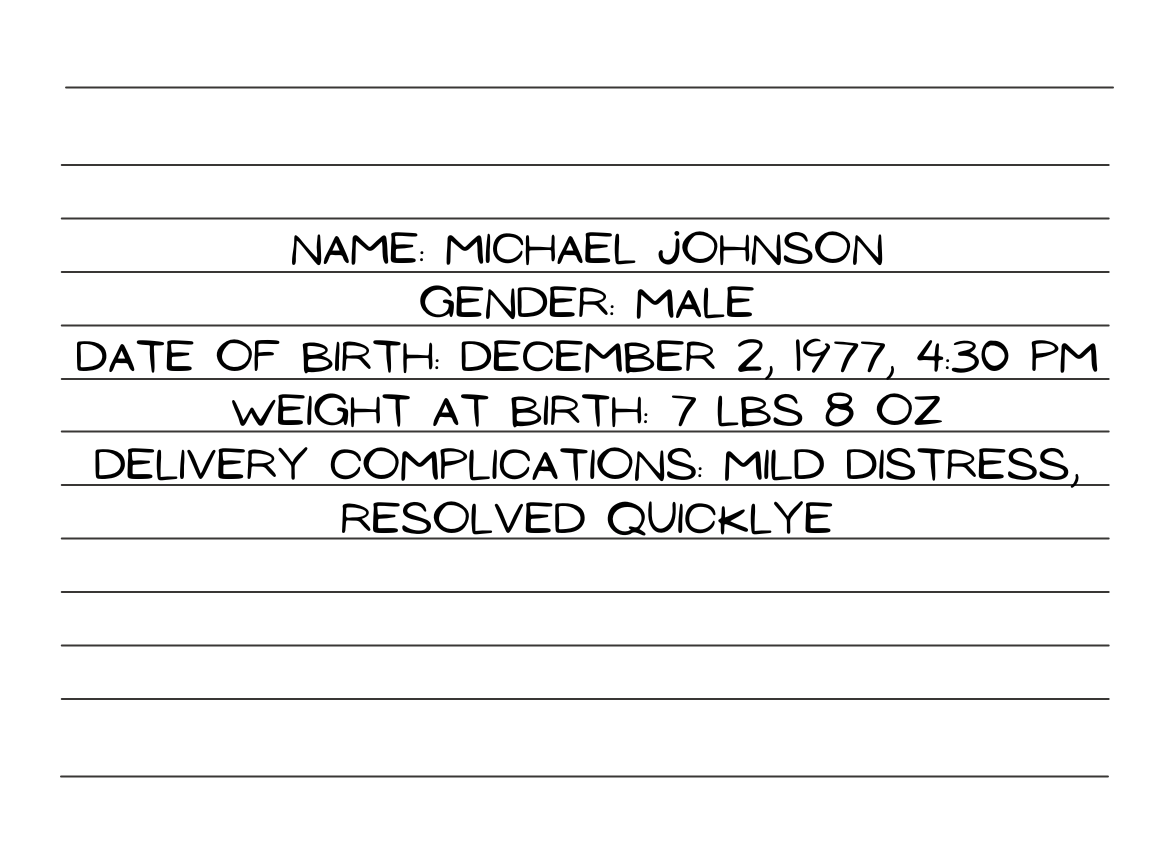 NAME: MICHAEL JOHNSON
GENDER: MALE
DATE OF BIRTH: DECEMBER 2, 1977, 4:30 PM
WEIGHT AT BIRTH: 7 LBS 8 OZ
DELIVERY COMPLICATIONS: MILD DISTRESS,
RESOLVED QUICKLYE